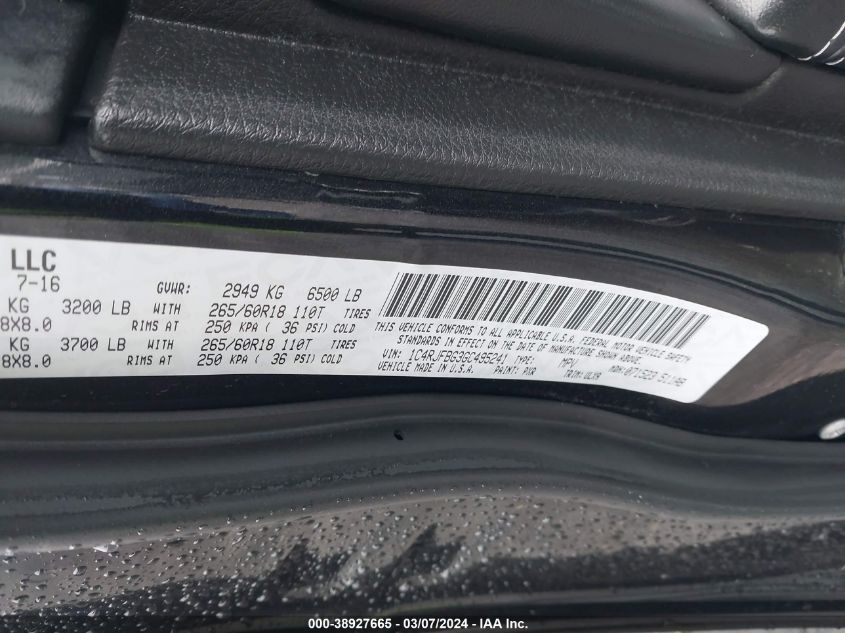 LLC
7-16
GVWR: 2949 KG 6500 LB
KG 3200 LB WITH 265/60R18 110T TIRES
8X8.0 RIMS AT 250 KPA ( 36 PSI) COLD
KG 3700 LB WITH 265/60R18 110T TIRES
8X8.0 RIMS AT 250 KPA ( 36 PSI) COLD
THIS VEHICLE CONFORMS TO ALL APPLICABLE U.S.A. FEDERAL MOTOR VEHICLE SAFETY
STANDARDS IN EFFECT ON THE DATE OF MANUFACTURE SHOWN ABOVE.
VIN: 1C4RJFBG3GC495241 TYPE: MPV MDH: 071523 511AB
VEHICLE MADE IN U.S.A. PAINT: PXR TRIM: ULX9
000-38927665 - 03/07/2024 - IAA Inc.